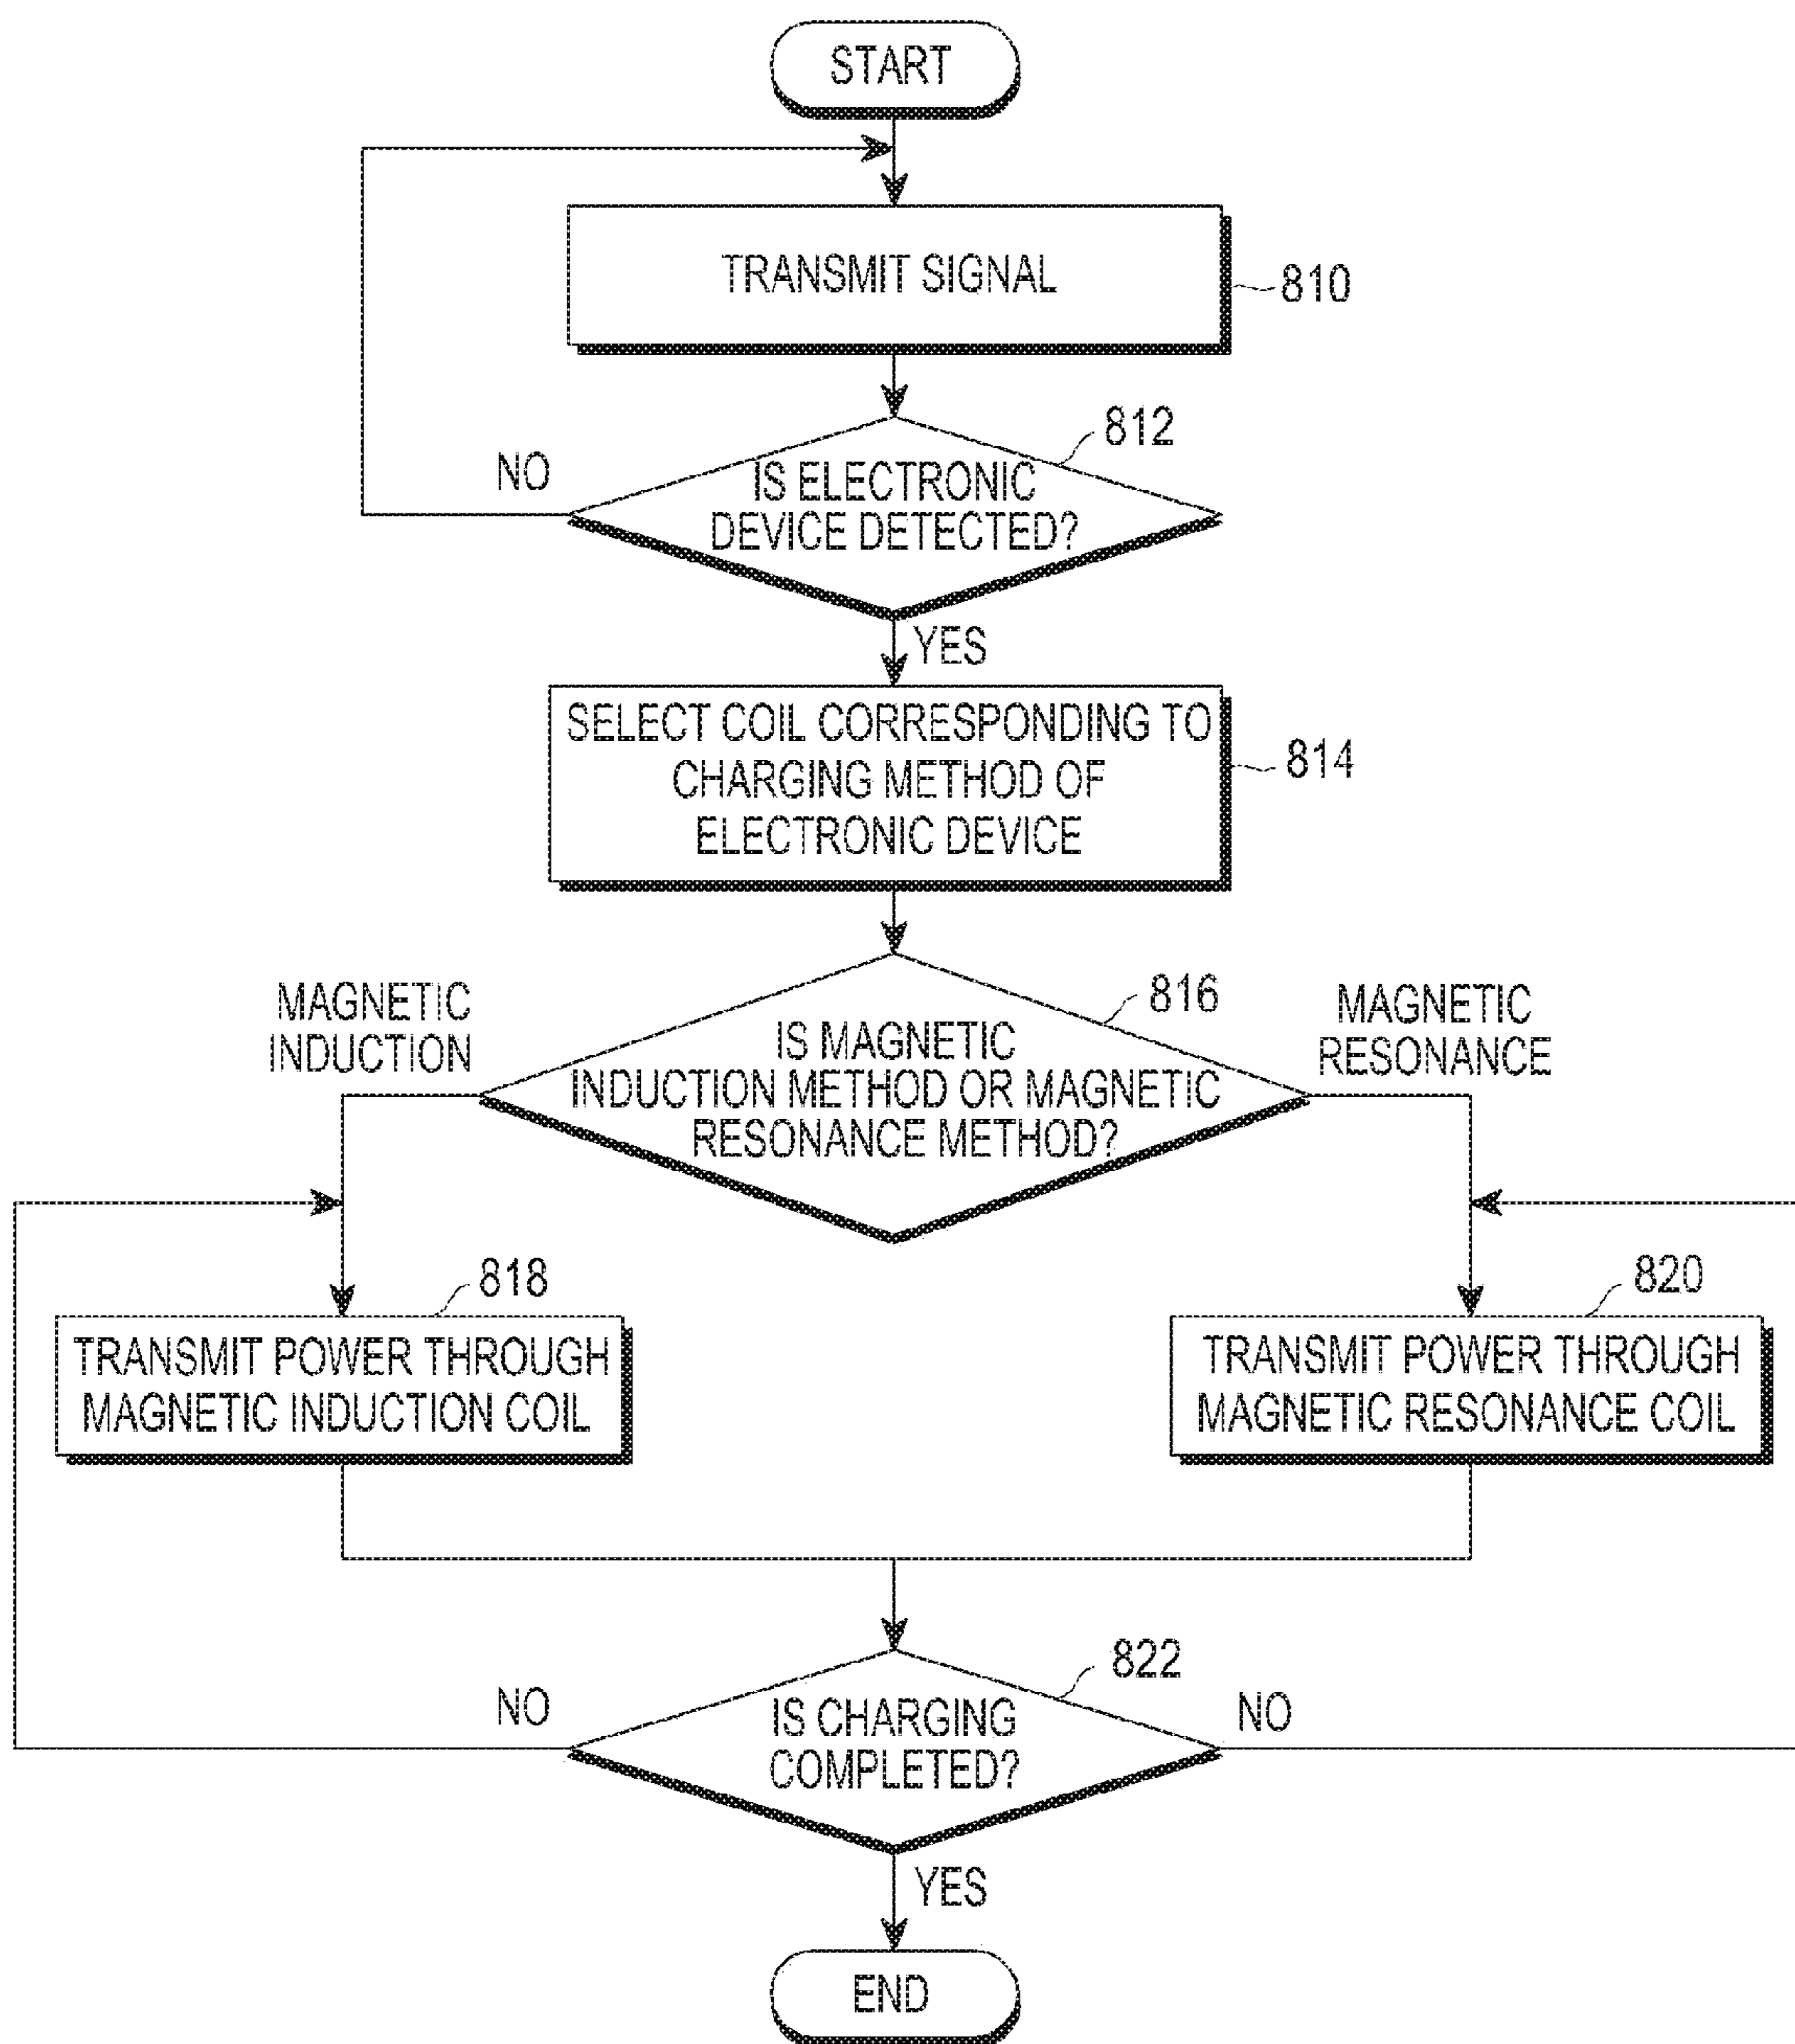 START
TRANSMIT SIGNAL
810
812
NO
IS ELECTRONIC
DEVICE DETECTED?
YES
SELECT COIL CORRESPONDING TO
CHARGING METHOD OF
ELECTRONIC DEVICE
814
MAGNETIC
INDUCTION
816
MAGNETIC
RESONANCE
IS MAGNETIC
INDUCTION METHOD OR MAGNETIC
RESONANCE METHOD?
818
820
TRANSMIT POWER THROUGH
MAGNETIC INDUCTION COIL
TRANSMIT POWER THROUGH
MAGNETIC RESONANCE COIL
822
NO
IS CHARGING
COMPLETED?
NO
YES
END